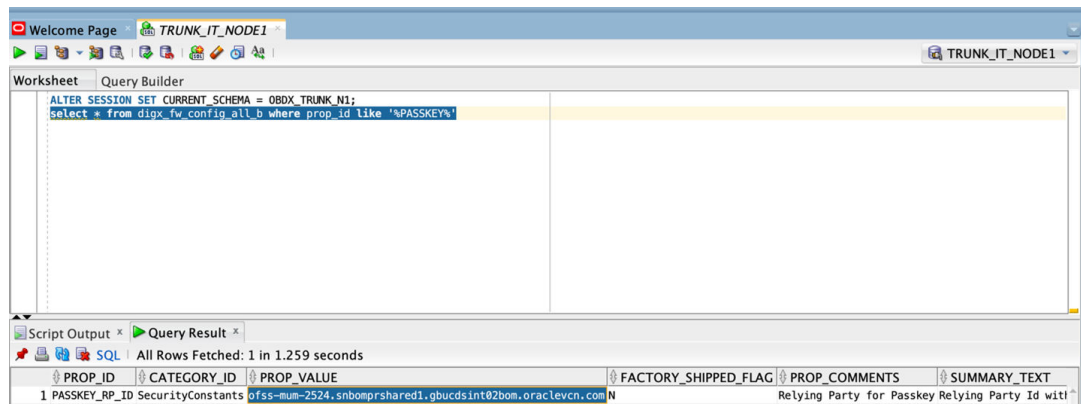 Welcome Page × TRUNK_IT_NODE1 ×
TRUNK_IT_NODE1
Worksheet Query Builder
ALTER SESSION SET CURRENT_SCHEMA = OBDX_TRUNK_N1;
select * from digx_fw_config_all_b where prop_id like '%PASSKEY%'
Script Output × Query Result ×
SQL | All Rows Fetched: 1 in 1.259 seconds
PROP_ID CATEGORY_ID PROP_VALUE FACTORY_SHIPPED_FLAG PROP_COMMENTS SUMMARY_TEXT
1 PASSKEY_RP_ID SecurityConstants ofss-mum-2524.snbomprshared1.gbucdsint02bom.oraclevcn.com N Relying Party for Passkey Relying Party Id with